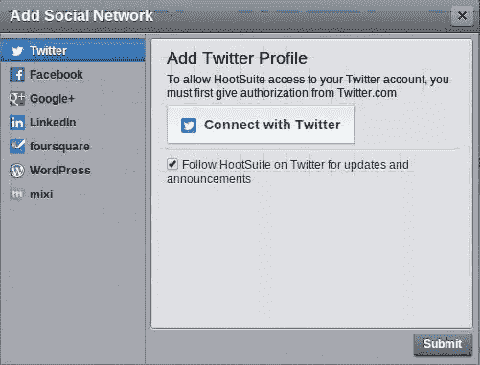 Add Social Network
Twitter
Facebook
Google+
LinkedIn
foursquare
WordPress
mixi
Add Twitter Profile
To allow HootSuite access to your Twitter account, you
must first give authorization from Twitter.com
Connect with Twitter
Follow HootSuite on Twitter for updates and
announcements
Submit